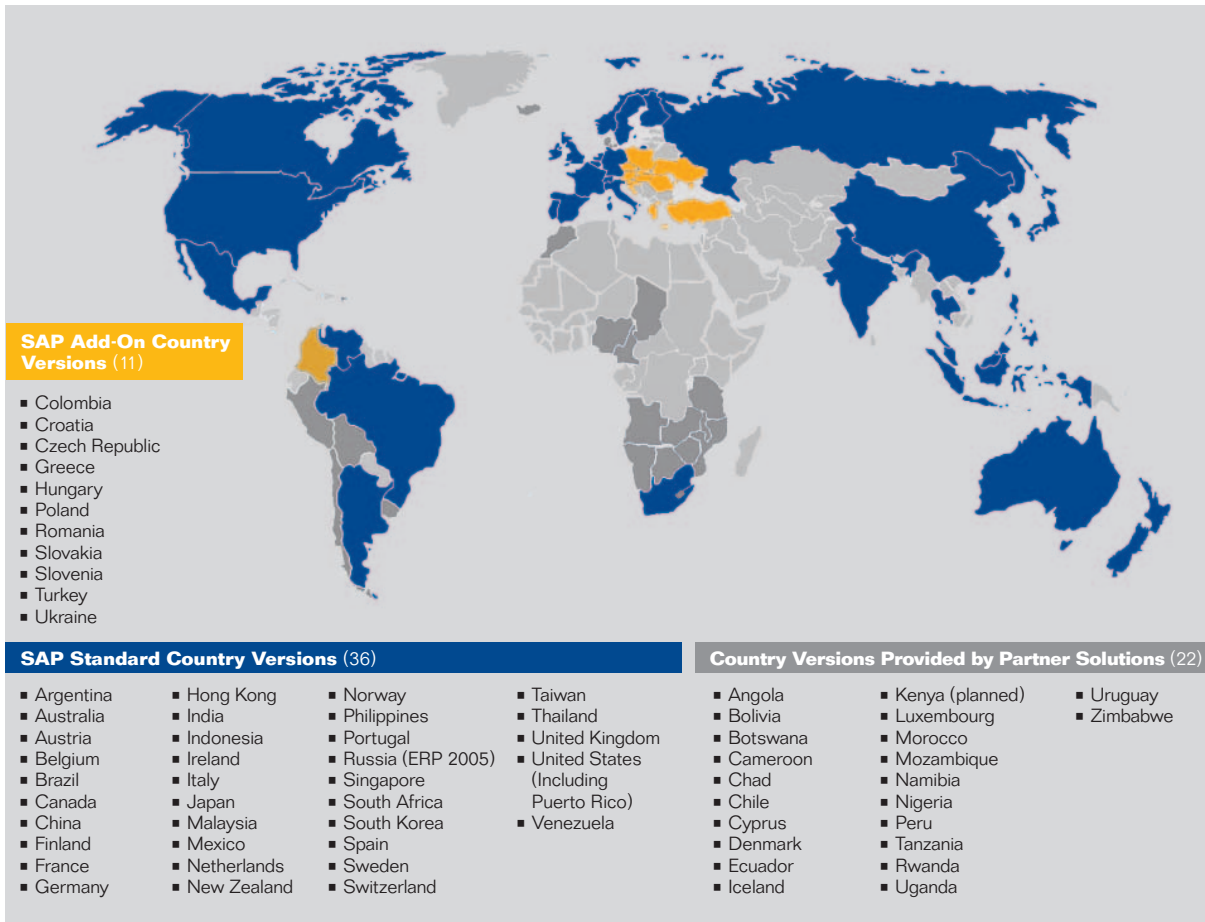 SAP Add-On Country
Versions (11)
■ Colombia
■ Croatia
■ Czech Republic
■ Greece
■ Hungary
■ Poland
■ Romania
■ Slovakia
■ Slovenia
■ Turkey
■ Ukraine
SAP Standard Country Versions (36)
■ Argentina
■ Australia
■ Austria
■ Belgium
■ Brazil
■ Canada
■ China
■ Finland
■ France
■ Germany
■ Hong Kong
■ India
■ Indonesia
■ Ireland
■ Italy
■ Japan
■ Malaysia
■ Mexico
■ Netherlands
■ New Zealand
■ Norway
■ Philippines
■ Portugal
■ Russia (ERP 2005)
■ Singapore
■ South Africa
■ South Korea
■ Spain
■ Sweden
■ Switzerland
■ Taiwan
■ Thailand
■ United Kingdom
■ United States
(Including
Puerto Rico)
■ Venezuela
Country Versions Provided by Partner Solutions (22)
■ Angola
■ Bolivia
■ Botswana
■ Cameroon
■ Chad
■ Chile
■ Cyprus
■ Denmark
■ Ecuador
■ Iceland
■ Kenya (planned)
■ Luxembourg
■ Morocco
■ Mozambique
■ Namibia
■ Nigeria
■ Peru
■ Tanzania
■ Rwanda
■ Uganda
■ Uruguay
■ Zimbabwe